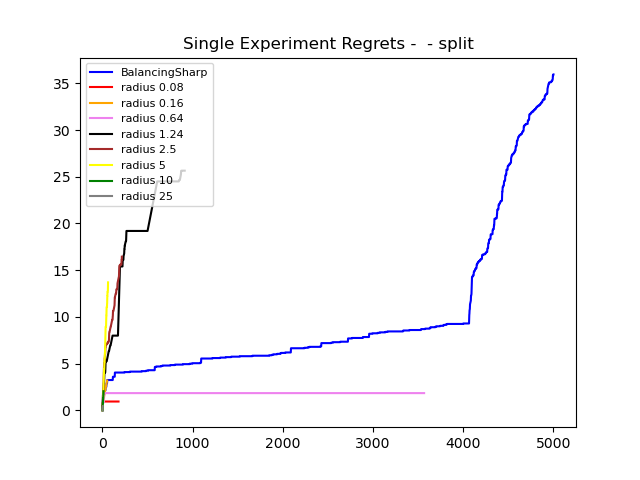 Single Experiment Regrets -  - split
BalancingSharp
radius 0.08
radius 0.16
radius 0.64
radius 1.24
radius 2.5
radius 5
radius 10
radius 25
35
30
25
20
15
10
5
0
0 1000 2000 3000 4000 5000